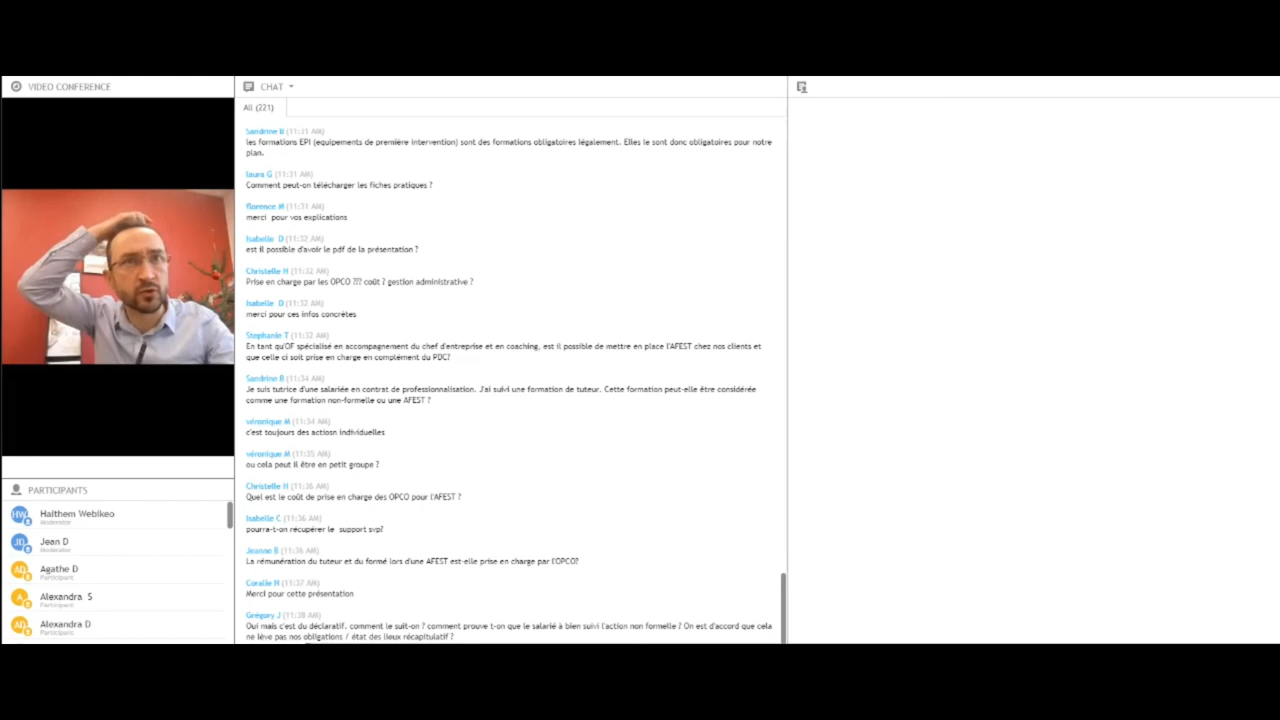 VIDEO CONFERENCE
CHAT
All (221)
Sandrine B (11:31 AM)
les formations EPI (equipements de première intervention) sont des formations obligatoires légalement. Elles le sont donc obligatoires pour notre
plan.
laura G (11:31 AM)
Comment peut-on télécharger les fiches pratiques ?
florence M (11:31 AM)
merci pour vos explications
Isabelle D (11:32 AM)
est il possible d'avoir le pdf de la présentation ?
Christelle H (11:32 AM)
Prise en charge par les OPCO ??? coût ? gestion administrative ?
Isabelle D (11:32 AM)
merci pour ces infos concrètes
Stephanie T (11:32 AM)
En tant qu'OF spécialisé en accompagnement du chef d'entreprise et en coaching, est il possible de mettre en place l'AFEST chez nos clients et
que celle ci soit prise en charge en complément du PDC?
Sandrine B (11:34 AM)
Je suis tutrice d'une salariée en contrat de professionnalisation. J'ai suivi une formation de tuteur. Cette formation peut-elle être considérée
comme une formation non-formelle ou une AFEST ?
véronique M (11:34 AM)
c'est toujours des actiosn individuelles
véronique M (11:35 AM)
ou cela peut il être en petit groupe ?
Christelle H (11:36 AM)
Quel est le coût de prise en charge des OPCO pour l'AFEST ?
Isabelle C (11:36 AM)
pourra-t-on récupérer le support svp?
Jeanne B (11:36 AM)
La rémunération du tuteur et du formé lors d'une AFEST est-elle prise en charge par l'OPCO?
Coralie N (11:37 AM)
Merci pour cette présentation
Grégory J (11:38 AM)
Oui mais c'est du déclaratif, comment le suit-on ? comment prouve t-on que le salarié à bien suivi l'action non formelle ? On est d'accord que cela
ne lève pas nos obligations / état des lieux récapitulatif ?
PARTICIPANTS
HW Haithem Webikeo
Moderator
JD Jean D
Moderator
AD Agathe D
Participant
A Alexandra S
Participant
AD Alexandra D
Participant